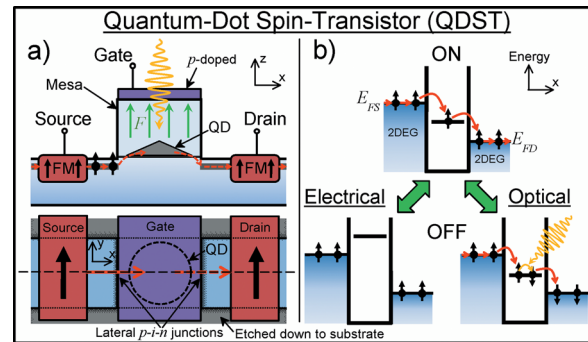 Quantum-Dot Spin-Transistor (QDST)
a)
Gate
p-doped
z
x
Mesa
F
QD
Source
Drain
FM
FM
Source
y
x
Gate
QD
Drain
Lateral p-i-n junctions
Etched down to substrate
b)
ON
Energy
x
E_FS
2DEG
E_FD
2DEG
Electrical
Optical
OFF